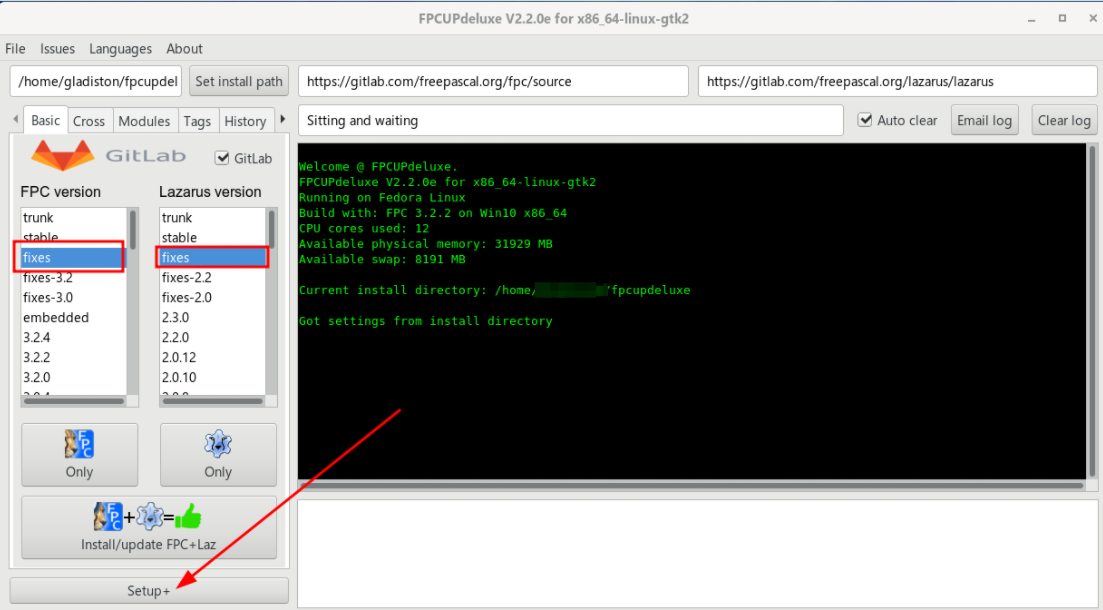 FPCUPdeluxe V2.2.0e for x86_64-linux-gtk2
File Issues Languages About
/home/gladiston/fpcupdel Set install path https://gitlab.com/freepascal.org/fpc/source https://gitlab.com/freepascal.org/lazarus/lazarus
Basic Cross Modules Tags History Sitting and waiting Auto clear Email log Clear log
GitLab GitLab
FPC version Lazarus version
trunk trunk
stable stable
fixes fixes
fixes-3.2 fixes-2.2
fixes-3.0 fixes-2.0
embedded 2.3.0
3.2.4 2.2.0
3.2.2 2.0.12
3.2.0 2.0.10
Only Only
FPC + =
Install/update FPC+Laz
Setup+
Welcome @ FPCUPdeluxe.
FPCUPdeluxe V2.2.0e for x86_64-linux-gtk2
Running on Fedora Linux
Build with: FPC 3.2.2 on Win10 x86_64
CPU cores used: 12
Available physical memory: 31929 MB
Available swap: 8191 MB
Current install directory: /home/ /fpcupdeluxe
Got settings from install directory